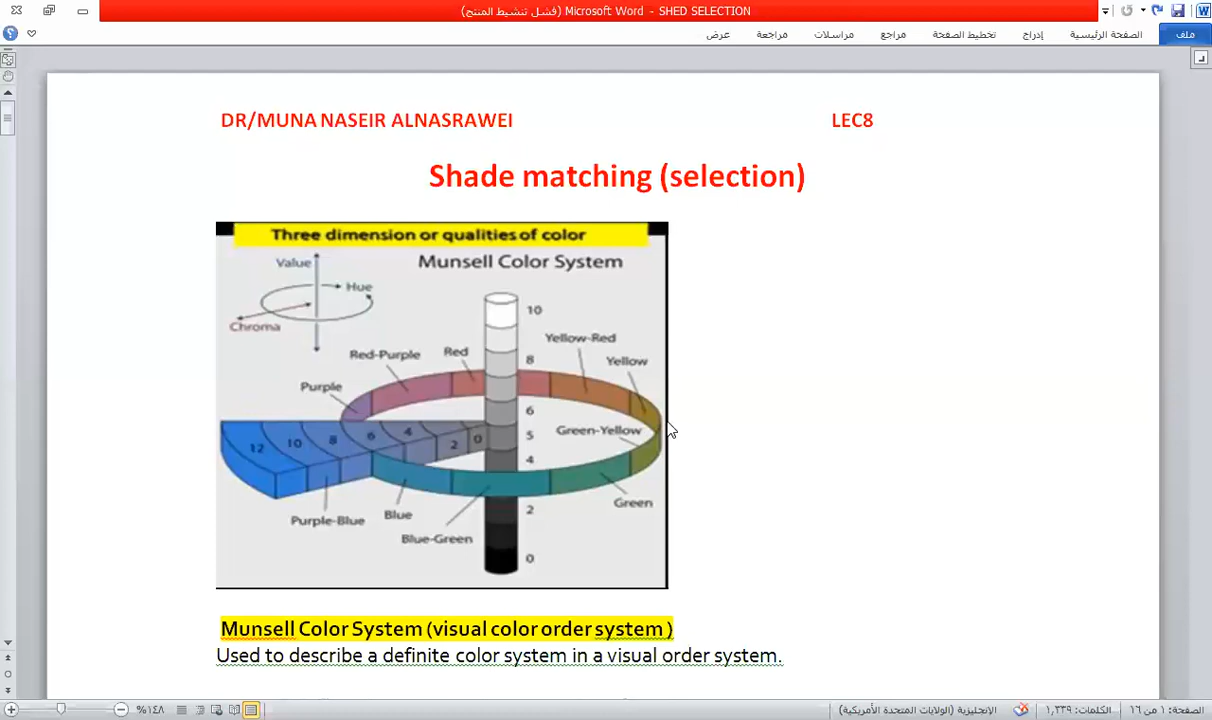 SHED SELECTION - Microsoft Word (فشل تنشيط المنتج)
ملف الصفحة الرئيسية إدراج تخطيط الصفحة مراجع مراسلات مراجعة عرض
DR/MUNA NASEIR ALNASRAWEI LEC8
Shade matching (selection)
Three dimension or qualities of color
Munsell Color System
Value
Hue
Chroma
10
Yellow-Red
Red
8
Red-Purple
Yellow
Purple
6
Green-Yellow
5
12 10 8 6 4 2 0
4
Green
2
Blue
Purple-Blue
Blue-Green
0
Munsell Color System (visual color order system )
Used to describe a definite color system in a visual order system.
الصفحة: ١ من ١٦ الكلمات: ١,٣٣٩ الإنجليزية (الولايات المتحدة الأمريكية) ١٤٨%